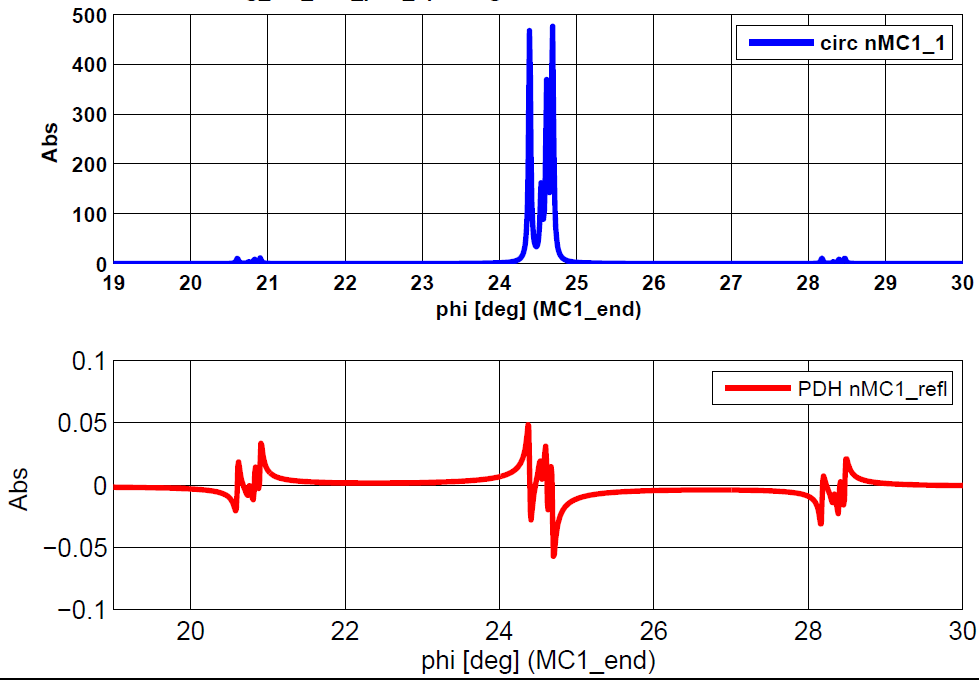 500
400
300
200
100
0
Abs
circ nMC1_1
19 20 21 22 23 24 25 26 27 28 29 30
phi [deg] (MC1_end)
0.1
0.05
0
−0.05
−0.1
Abs
PDH nMC1_refl
20 22 24 26 28 30
phi [deg] (MC1_end)